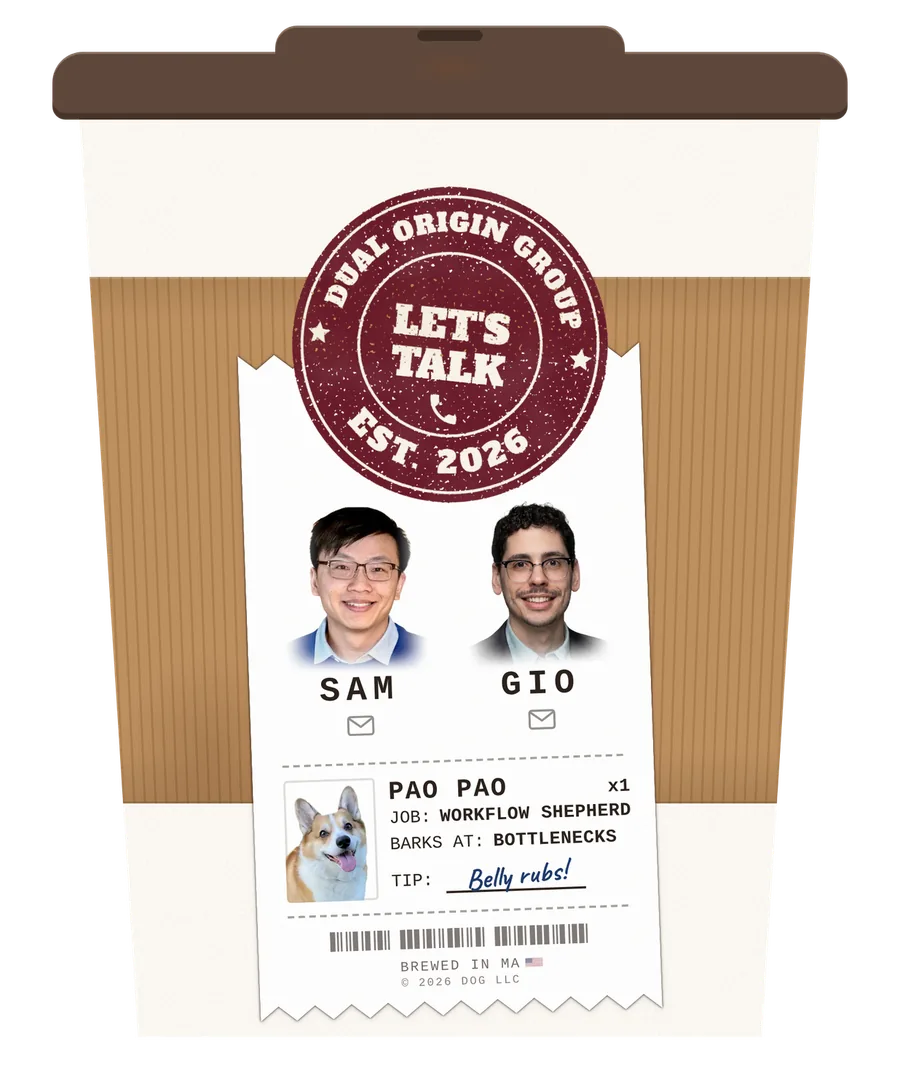 DUAL ORIGIN GROUP
LET'S
TALK
EST. 2026
SAM
GIO
PAO PAO x1
JOB: WORKFLOW SHEPHERD
BARKS AT: BOTTLENECKS
TIP: Belly rubs!
BREWED IN MA
© 2026 DOG LLC